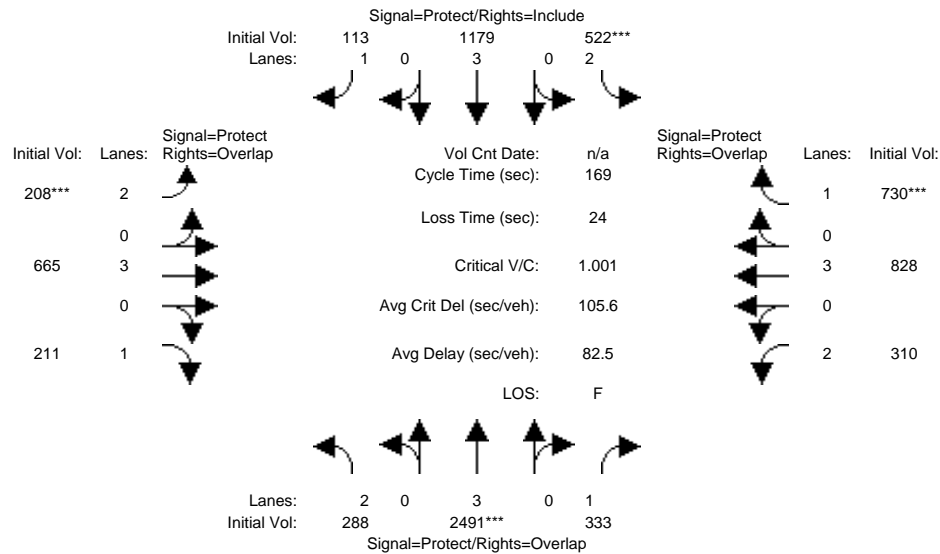 Signal=Protect/Rights=Include
Initial Vol: 113 1179 522***
Lanes: 1 0 3 0 2
Signal=Protect Signal=Protect
Initial Vol: Lanes: Rights=Overlap Vol Cnt Date: n/a Rights=Overlap Lanes: Initial Vol:
Cycle Time (sec): 169
208*** 2 1 730***
Loss Time (sec): 24
0 0
665 3 Critical V/C: 1.001 3 828
0 Avg Crit Del (sec/veh): 105.6 0
211 1 Avg Delay (sec/veh): 82.5 2 310
LOS: F
Lanes: 2 0 3 0 1
Initial Vol: 288 2491*** 333
Signal=Protect/Rights=Overlap